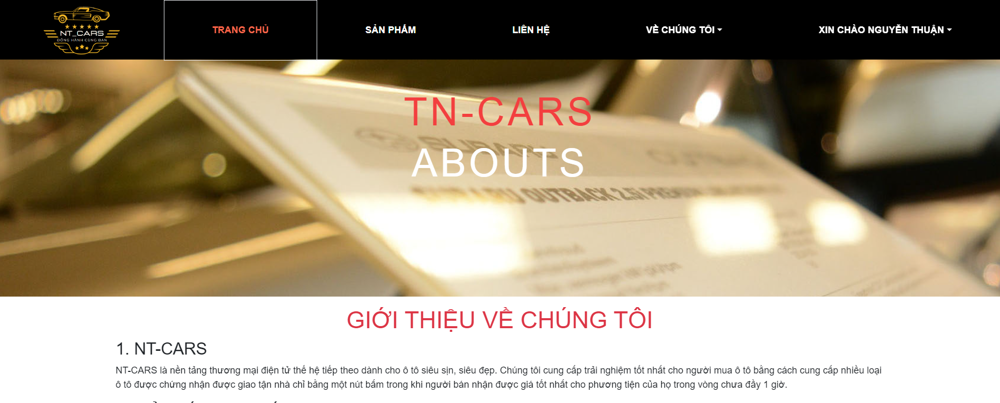 NT_CARS
ĐỒNG HÀNH CÙNG BẠN
TRANG CHỦ
SẢN PHẨM
LIÊN HỆ
VỀ CHÚNG TÔI
XIN CHÀO NGUYỄN THUẬN
TN-CARS
ABOUTS
SUBARU
OUTBACK 2.5i PREMIUM
GIỚI THIỆU VỀ CHÚNG TÔI
1. NT-CARS
NT-CARS là nền tảng thương mại điện tử thế hệ tiếp theo dành cho ô tô siêu sịn, siêu đẹp. Chúng tôi cung cấp trải nghiệm tốt nhất cho người mua ô tô bằng cách cung cấp nhiều loại
ô tô được chứng nhận được giao tận nhà chỉ bằng một nút bấm trong khi người bán nhận được giá tốt nhất cho phương tiện của họ trong vòng chưa đầy 1 giờ.